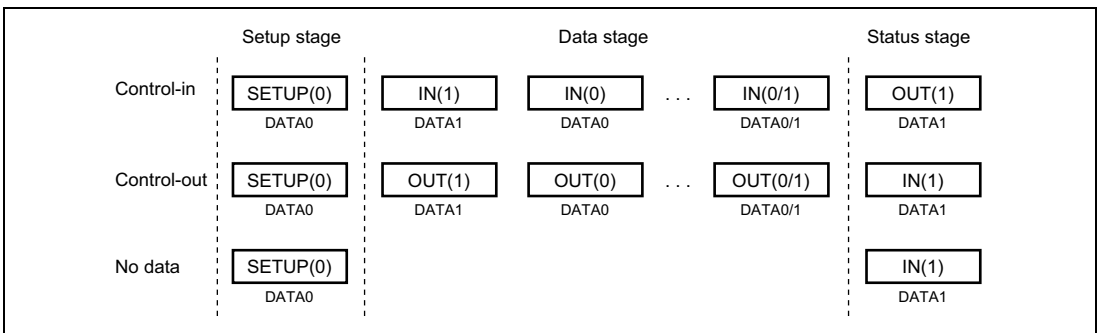 Setup stage Data stage Status stage
Control-in SETUP(0) IN(1) IN(0) . . . IN(0/1) OUT(1)
DATA0 DATA1 DATA0 DATA0/1 DATA1
Control-out SETUP(0) OUT(1) OUT(0) . . . OUT(0/1) IN(1)
DATA0 DATA1 DATA0 DATA0/1 DATA1
No data SETUP(0) IN(1)
DATA0 DATA1